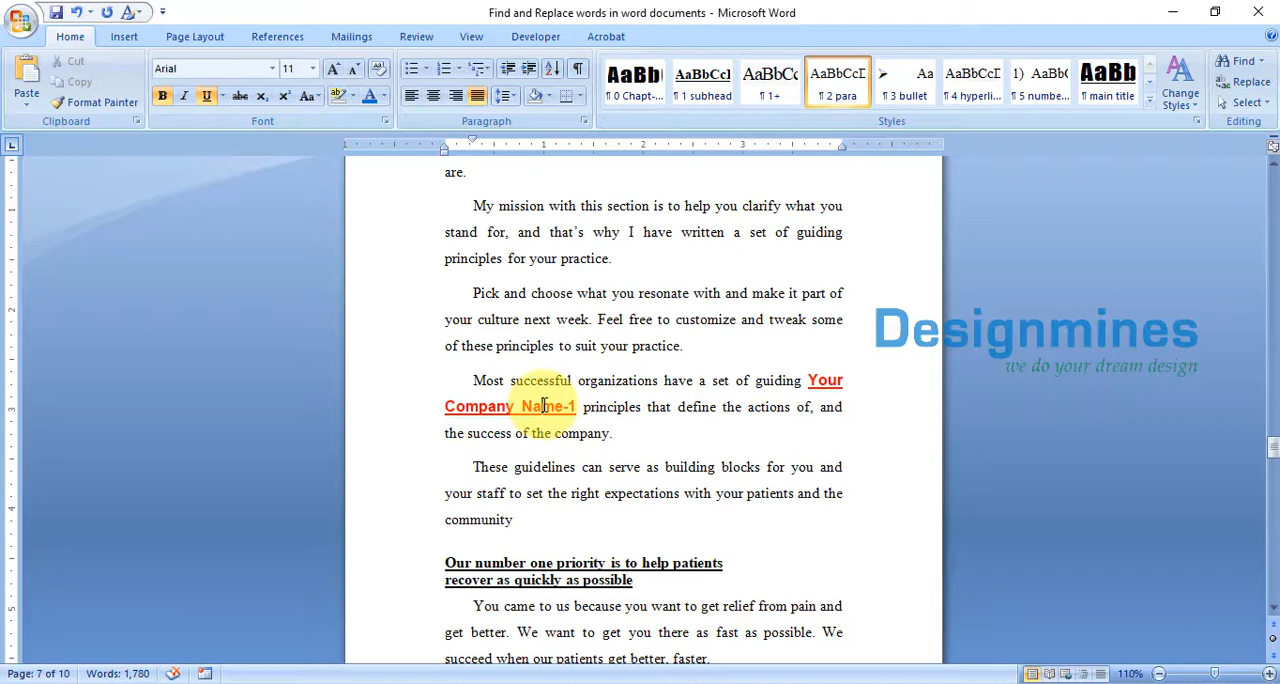 Find and Replace words in word documents - Microsoft Word
Home Insert Page Layout References Mailings Review View Developer Acrobat
Paste
Cut
Copy
Format Painter
Clipboard
Arial 11
B I U abc x₂ x² Aa A
Font
Paragraph
AaBb( AaBbCcl AaBbCc AaBbCcD Aa AaBbCcD 1) AaB( AaBb
¶ 0 Chapt-... ¶ 1 subhead ¶ 1+ ¶ 2 para ¶ 3 bullet ¶ 4 hyperli... ¶ 5 numbe... ¶ main title
Change
Styles
Styles
Find
Replace
Select
Editing
are.
My mission with this section is to help you clarify what you
stand for, and that's why I have written a set of guiding
principles for your practice.
Pick and choose what you resonate with and make it part of
your culture next week. Feel free to customize and tweak some
of these principles to suit your practice.
Designmines
we do your dream design
Most successful organizations have a set of guiding Your
Company Name-1 principles that define the actions of, and
the success of the company.
These guidelines can serve as building blocks for you and
your staff to set the right expectations with your patients and the
community
Our number one priority is to help patients
recover as quickly as possible
You came to us because you want to get relief from pain and
get better. We want to get you there as fast as possible. We
succeed when our patients get better, faster.
Page: 7 of 10 Words: 1,780 110%